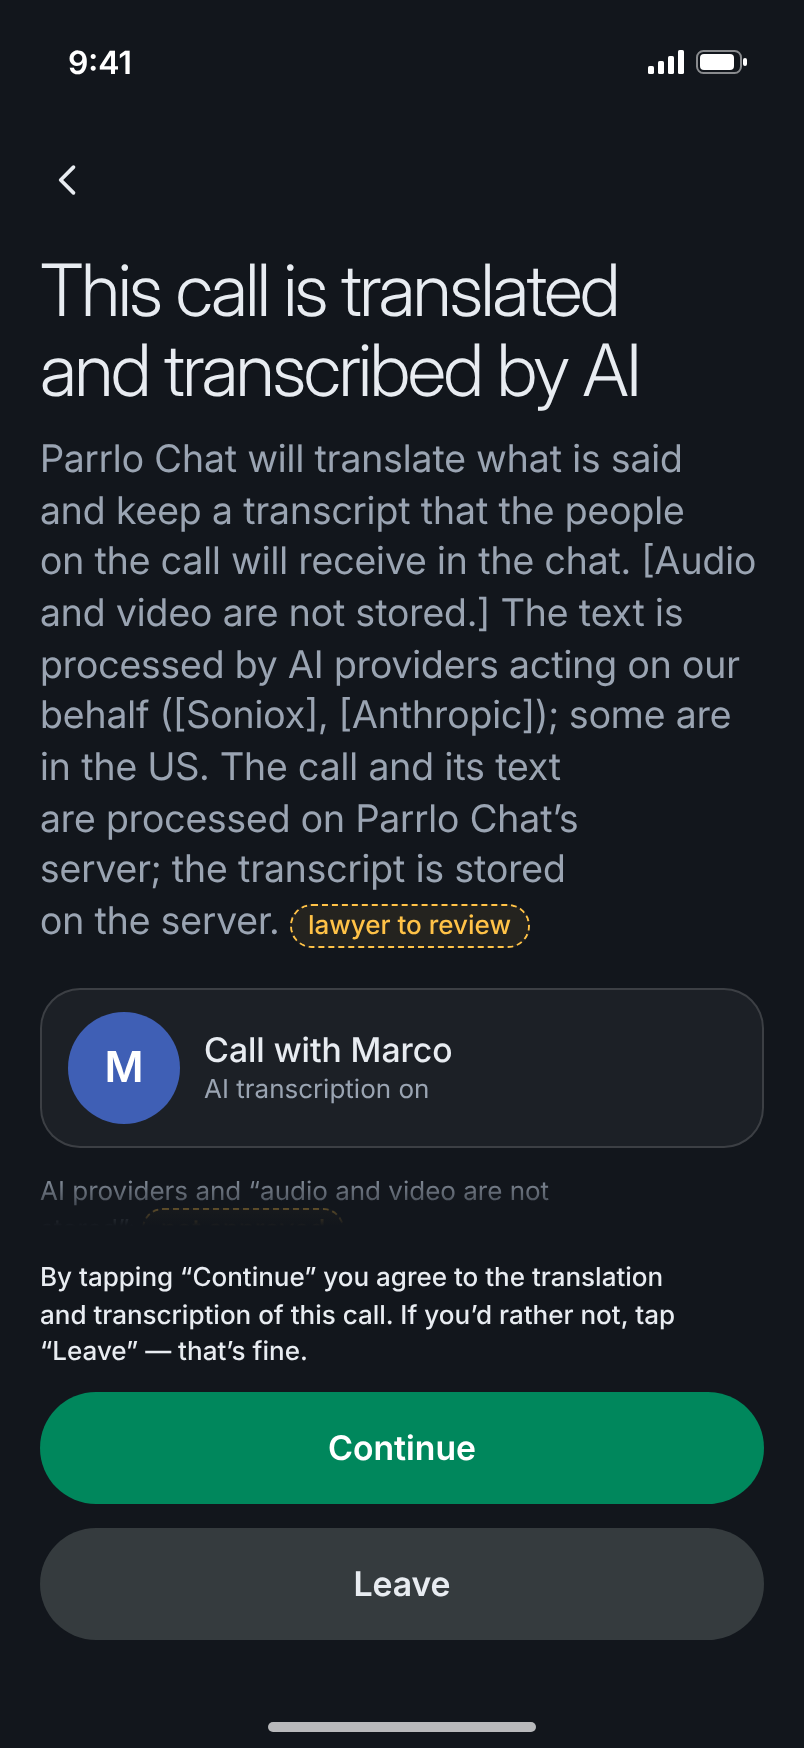 9:41
This call is translated
and transcribed by AI
Parrlo Chat will translate what is said
and keep a transcript that the people
on the call will receive in the chat. [Audio
and video are not stored.] The text is
processed by AI providers acting on our
behalf ([Soniox], [Anthropic]); some are
in the US. The call and its text
are processed on Parrlo Chat’s
server; the transcript is stored
on the server. lawyer to review
M
Call with Marco
AI transcription on
AI providers and “audio and video are not
By tapping “Continue” you agree to the translation
and transcription of this call. If you’d rather not, tap
“Leave” — that’s fine.
Continue
Leave